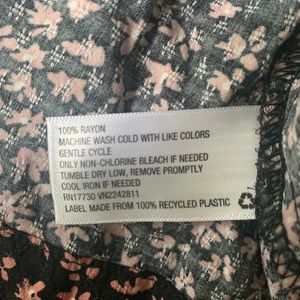 100% RAYON
MACHINE WASH COLD WITH LIKE COLORS
GENTLE CYCLE
ONLY NON-CHLORINE BLEACH IF NEEDED
TUMBLE DRY LOW, REMOVE PROMPTLY
COOL IRON IF NEEDED
RN17730 VN2242811
LABEL MADE FROM 100% RECYCLED PLASTIC